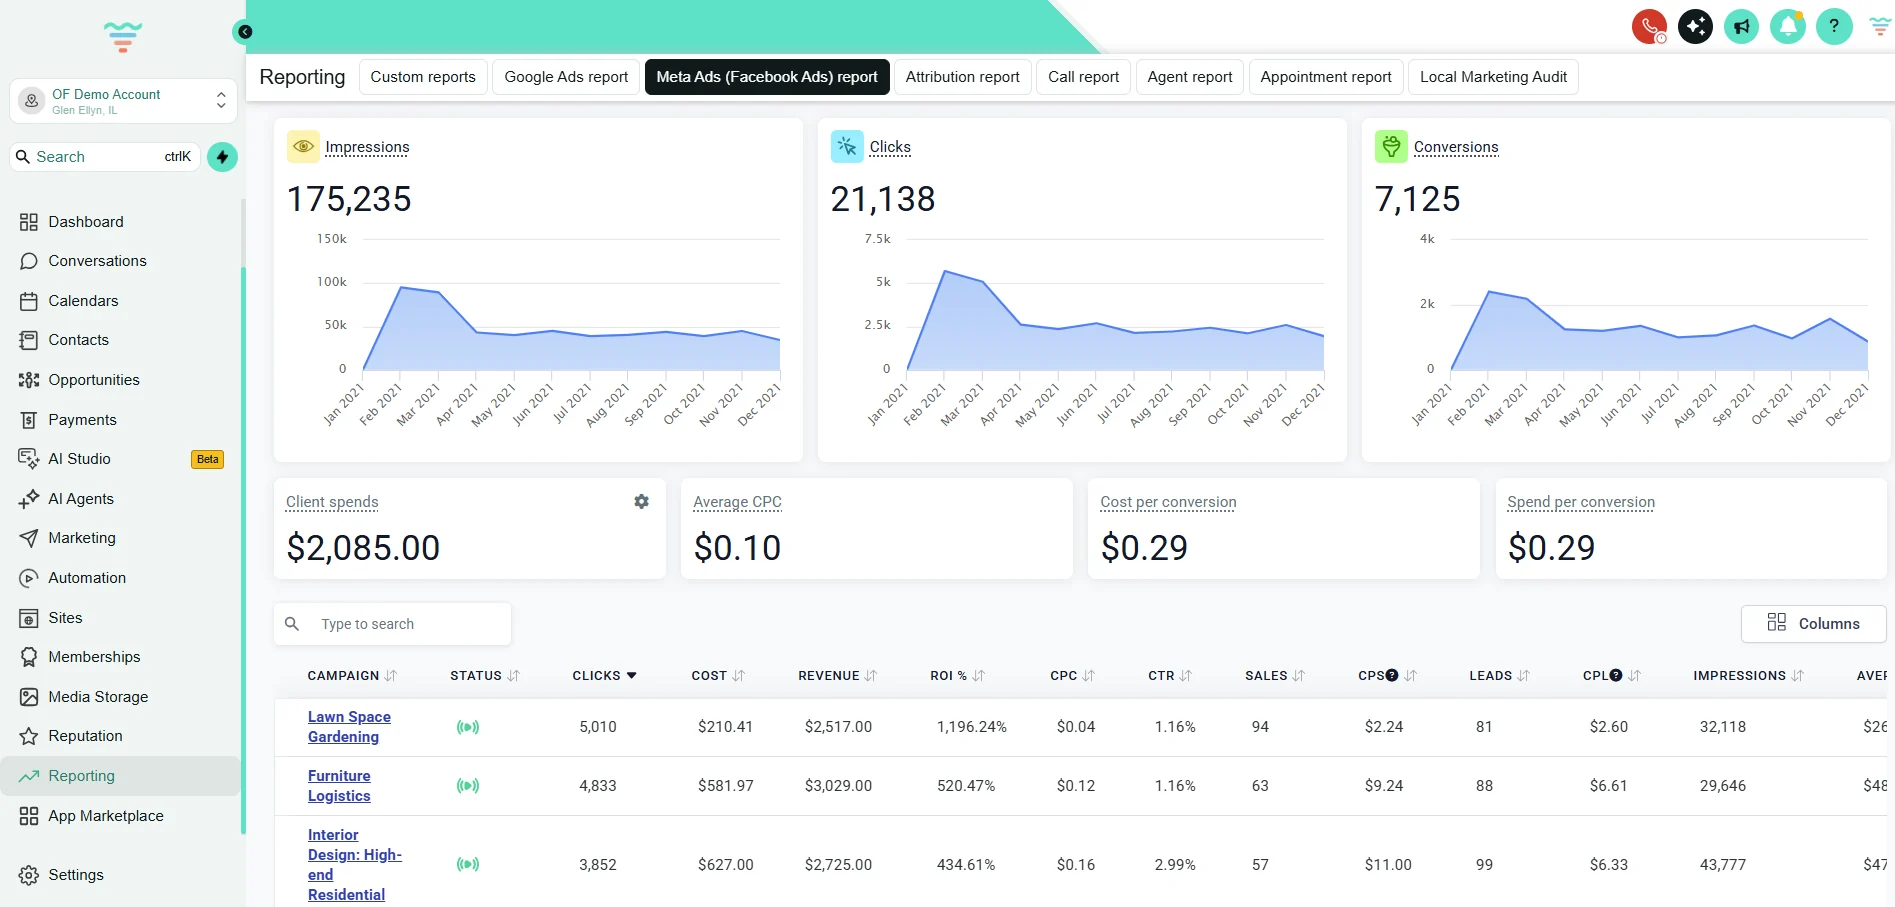 OF Demo Account
Glen Ellyn, IL
Search ctrlK
Dashboard
Conversations
Calendars
Contacts
Opportunities
Payments
AI Studio Beta
AI Agents
Marketing
Automation
Sites
Memberships
Media Storage
Reputation
Reporting
App Marketplace
Settings
Reporting Custom reports Google Ads report Meta Ads (Facebook Ads) report Attribution report Call report Agent report Appointment report Local Marketing Audit
Impressions
175,235
150k
100k
50k
0
Jan 2021 Feb 2021 Mar 2021 Apr 2021 May 2021 Jun 2021 Jul 2021 Aug 2021 Sep 2021 Oct 2021 Nov 2021 Dec 2021
Clicks
21,138
7.5k
5k
2.5k
0
Jan 2021 Feb 2021 Mar 2021 Apr 2021 May 2021 Jun 2021 Jul 2021 Aug 2021 Sep 2021 Oct 2021 Nov 2021 Dec 2021
Conversions
7,125
4k
2k
0
Jan 2021 Feb 2021 Mar 2021 Apr 2021 May 2021 Jun 2021 Jul 2021 Aug 2021 Sep 2021 Oct 2021 Nov 2021 Dec 2021
Client spends
$2,085.00
Average CPC
$0.10
Cost per conversion
$0.29
Spend per conversion
$0.29
Type to search
Columns
CAMPAIGN STATUS CLICKS COST REVENUE ROI % CPC CTR SALES CPS ? LEADS CPL ? IMPRESSIONS AVER
Lawn Space Gardening 5,010 $210.41 $2,517.00 1,196.24% $0.04 1.16% 94 $2.24 81 $2.60 32,118 $26
Furniture Logistics 4,833 $581.97 $3,029.00 520.47% $0.12 1.16% 63 $9.24 88 $6.61 29,646 $48
Interior Design: High-end Residential 3,852 $627.00 $2,725.00 434.61% $0.16 2.99% 57 $11.00 99 $6.33 43,777 $47